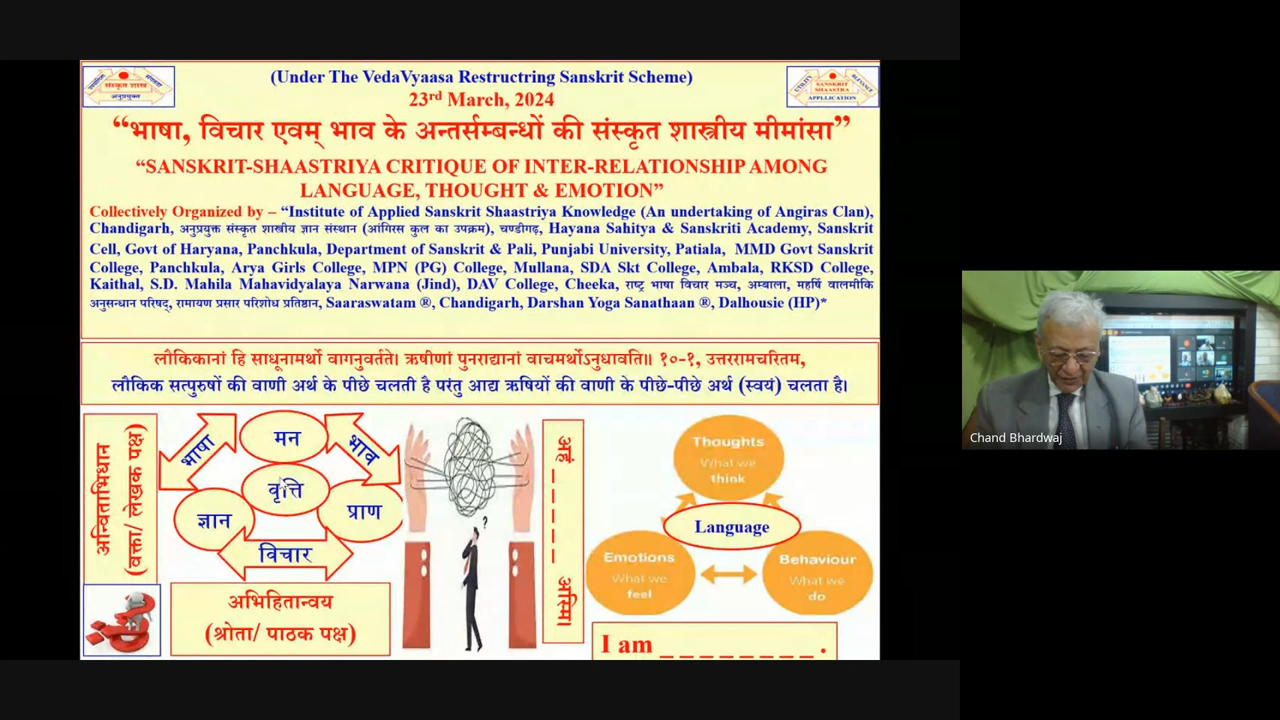 (Under The VedaVyaasa Restructring Sanskrit Scheme)
23rd March, 2024
संस्कृत शास्त्र
अनुप्रयुक्त
SANSKRIT
SHAASTRA
APPLLICATION
“भाषा, विचार एवम् भाव के अन्तर्सम्बन्धों की संस्कृत शास्त्रीय मीमांसा”
“SANSKRIT-SHAASTRIYA CRITIQUE OF INTER-RELATIONSHIP AMONG
LANGUAGE, THOUGHT & EMOTION”
Collectively Organized by – “Institute of Applied Sanskrit Shaastriya Knowledge (An undertaking of Angiras Clan),
Chandigarh, अनुप्रयुक्त संस्कृत शास्त्रीय ज्ञान संस्थान (आंगिरस कुल का उपक्रम), चण्डीगढ़, Hayana Sahitya & Sanskriti Academy, Sanskrit
Cell, Govt of Haryana, Panchkula, Department of Sanskrit & Pali, Punjabi University, Patiala, MMD Govt Sanskrit
College, Panchkula, Arya Girls College, MPN (PG) College, Mullana, SDA Skt College, Ambala, RKSD College,
Kaithal, S.D. Mahila Mahavidyalaya Narwana (Jind), DAV College, Cheeka, राष्ट्र भाषा विचार मञ्च, अम्बाला, महर्षि वालमीकि
अनुसन्धान परिषद्, रामायण प्रसार परिशोध प्रतिष्ठान, Saaraswatam ®, Chandigarh, Darshan Yoga Sanathaan ®, Dalhousie (HP)*
लौकिकानां हि साधूनामर्थो वागनुवर्तते। ऋषीणां पुनराद्यानां वाचमर्थोऽनुधावति॥ १०-१, उत्तररामचरितम,
लौकिक सत्पुरुषों की वाणी अर्थ के पीछे चलती है परंतु आद्य ऋषियों की वाणी के पीछे-पीछे अर्थ (स्वयं) चलता है।
अन्विताभिधान
(वक्ता/ लेखक पक्ष)
भाषा
मन
भाव
वृत्ति
ज्ञान
प्राण
विचार
अभिहितान्वय
(श्रोता/ पाठक पक्ष)
?
अहं _ _ _ _ _ अस्मि।
Thoughts
What we
think
Language
Emotions
What we
feel
Behaviour
What we
do
I am _ _ _ _ _ _ _ _ .
Chand Bhardwaj